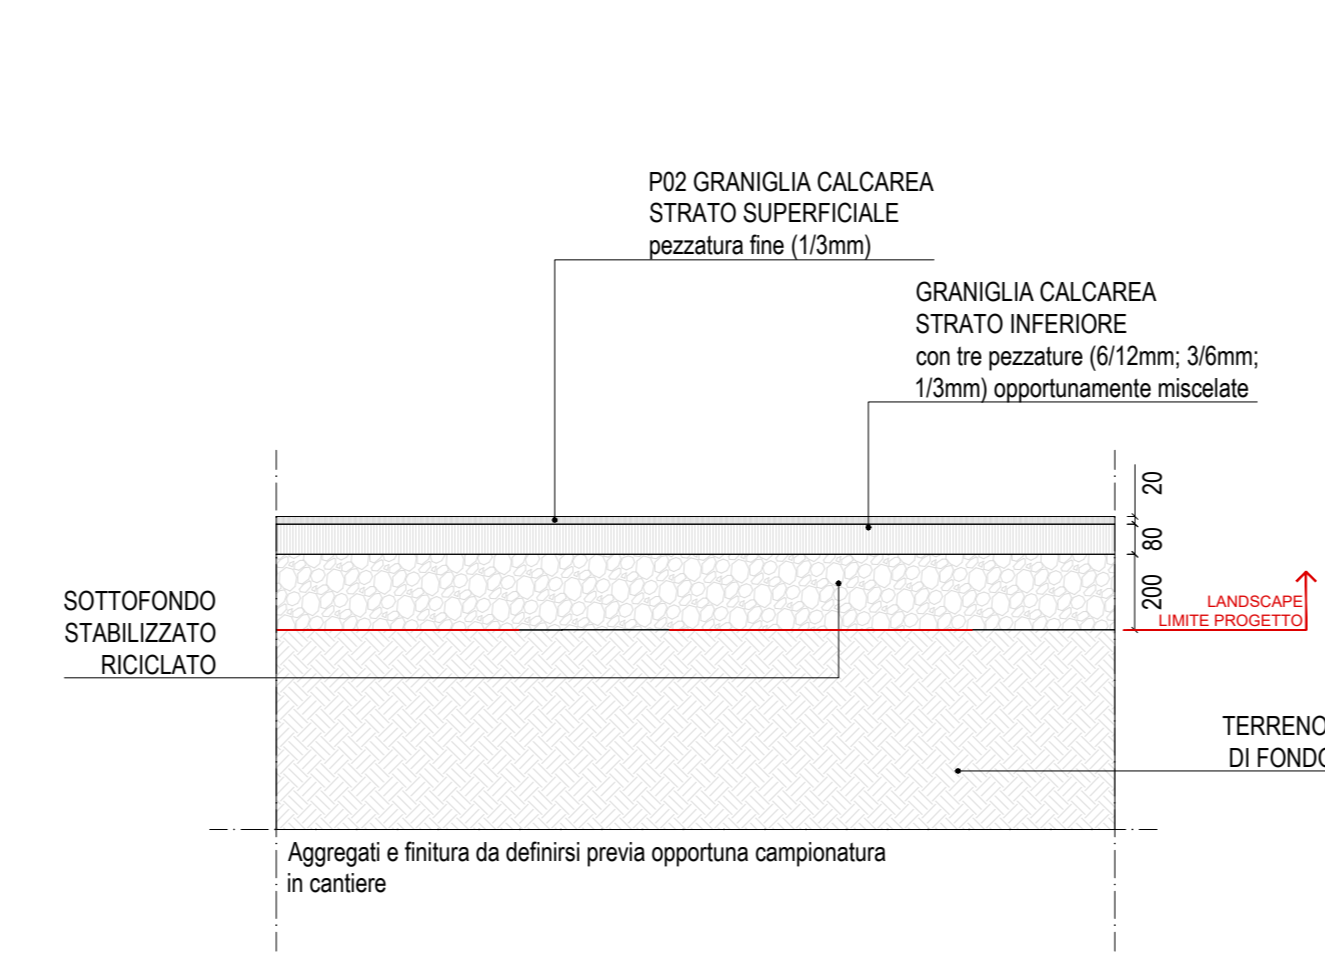 P02 GRANIGLIA CALCAREA
STRATO SUPERFICIALE
pezzatura fine (1/3mm)
GRANIGLIA CALCAREA
STRATO INFERIORE
con tre pezzature (6/12mm; 3/6mm;
1/3mm) opportunamente miscelate
20
80
200
LANDSCAPE
LIMITE PROGETTO
SOTTOFONDO
STABILIZZATO
RICICLATO
TERRENO
DI FONDO
Aggregati e finitura da definirsi previa opportuna campionatura
in cantiere